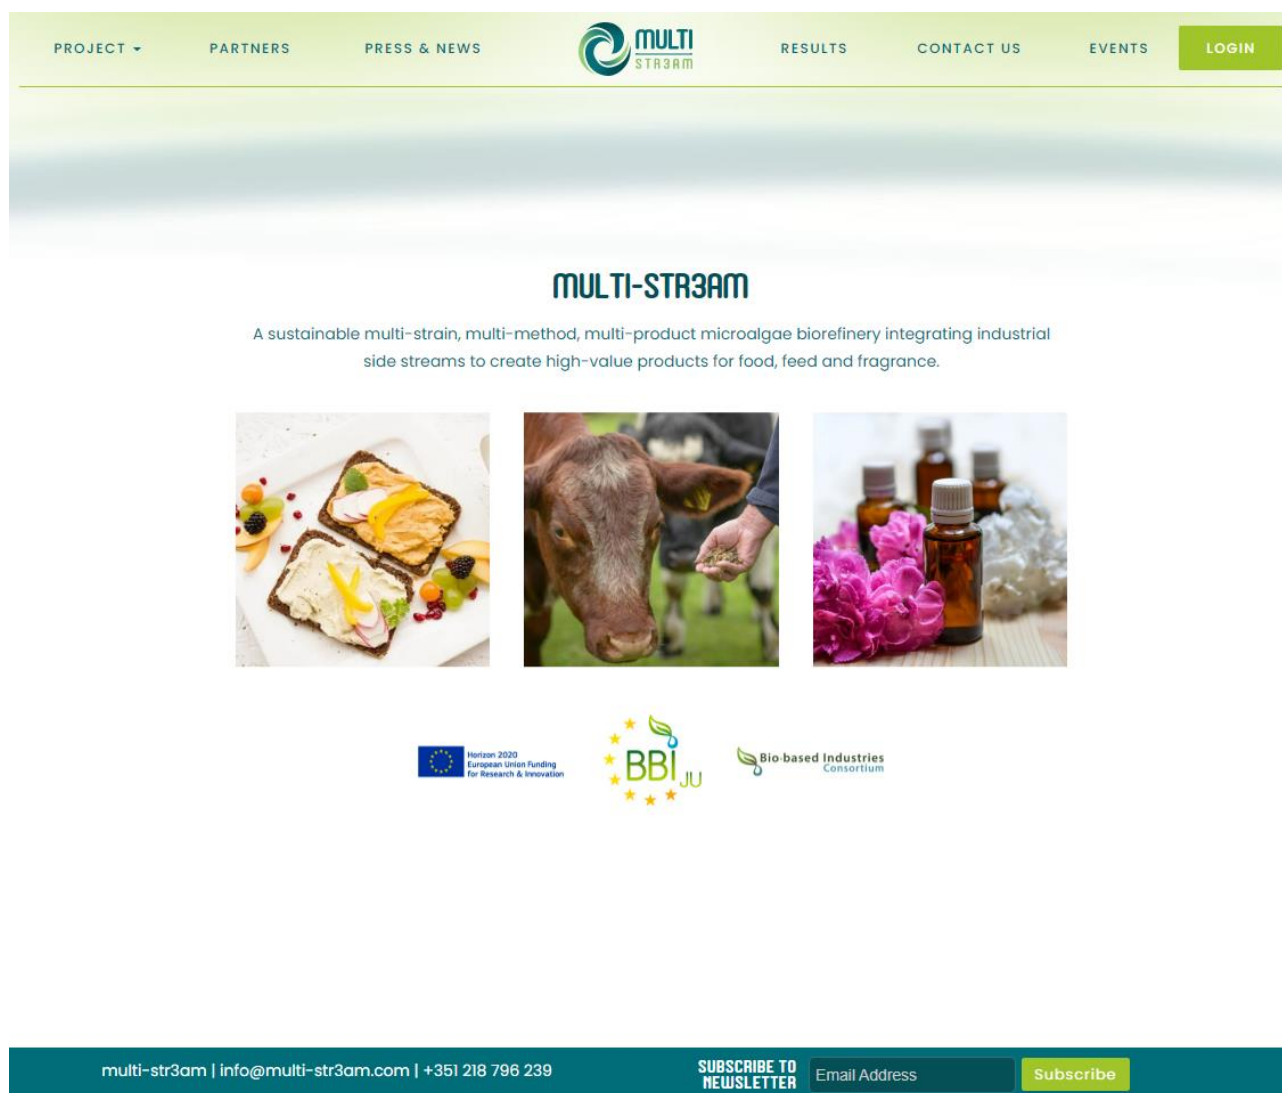 PROJECT
PARTNERS
PRESS & NEWS
MULTI
STR3AM
RESULTS
CONTACT US
EVENTS
LOGIN
MULTI-STR3AM
A sustainable multi-strain, multi-method, multi-product microalgae biorefinery integrating industrial
side streams to create high-value products for food, feed and fragrance.
Horizon 2020
European Union Funding
for Research & Innovation
BBI JU
Bio-based Industries
Consortium
multi-str3am | info@multi-str3am.com | +351 218 796 239
SUBSCRIBE TO
NEWSLETTER
Email Address
Subscribe